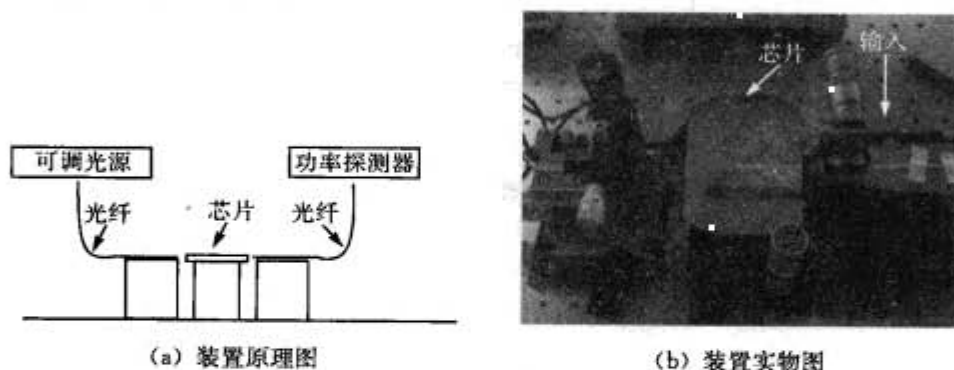 可调光源
功率探测器
光纤
芯片
光纤
(a) 装置原理图
芯片
输入
(b) 装置实物图